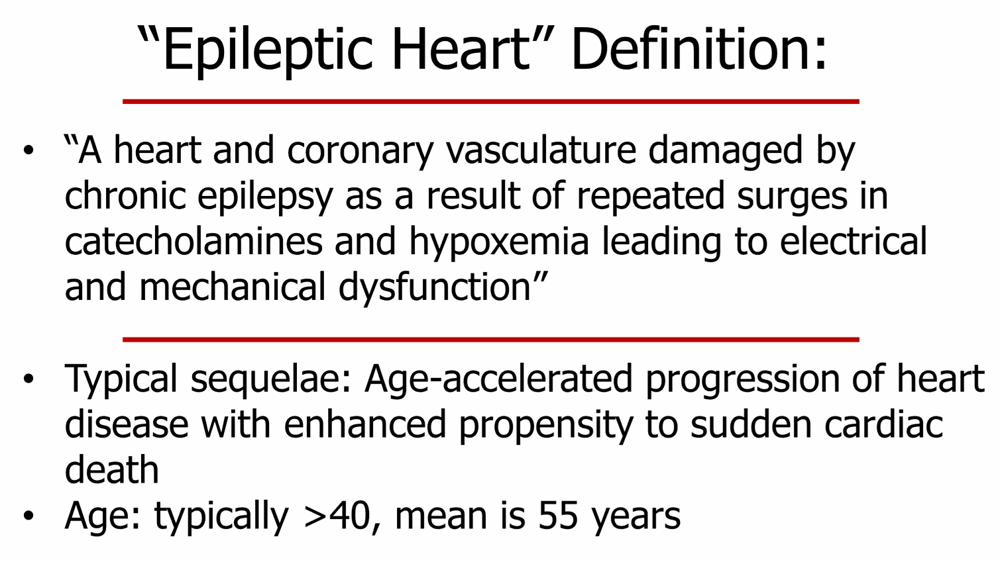 “Epileptic Heart” Definition:
• “A heart and coronary vasculature damaged by
chronic epilepsy as a result of repeated surges in
catecholamines and hypoxemia leading to electrical
and mechanical dysfunction”
• Typical sequelae: Age-accelerated progression of heart
disease with enhanced propensity to sudden cardiac
death
• Age: typically >40, mean is 55 years